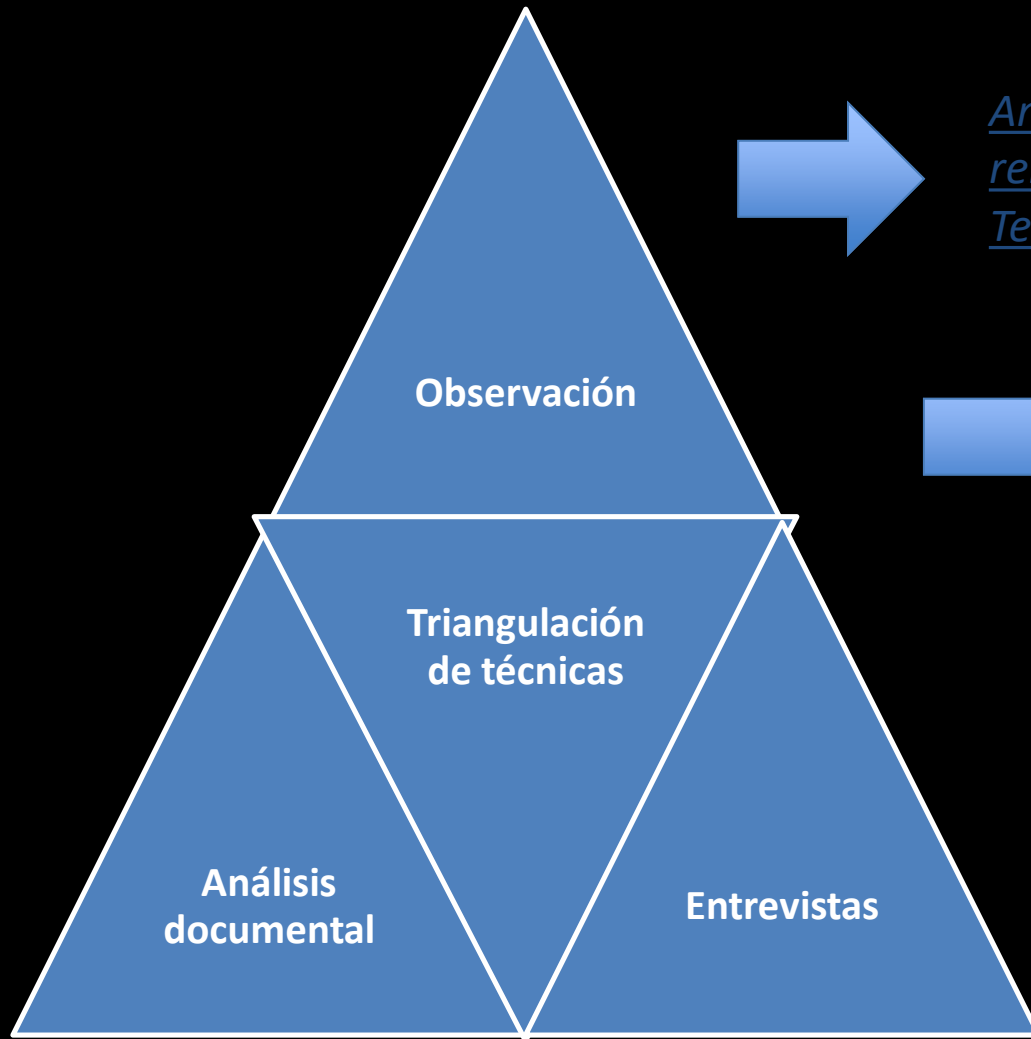 Observación
Triangulación
de técnicas
Análisis
documental
Entrevistas